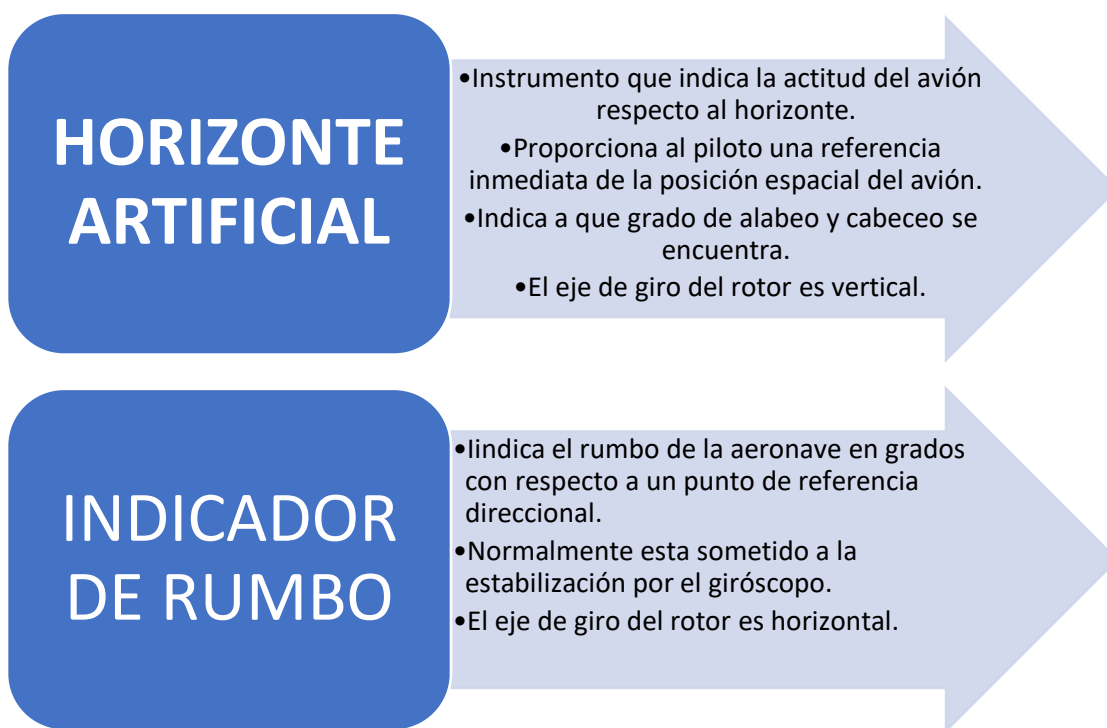 HORIZONTE
ARTIFICIAL
•Instrumento que indica la actitud del avión
respecto al horizonte.
•Proporciona al piloto una referencia
inmediata de la posición espacial del avión.
•Indica a que grado de alabeo y cabeceo se
encuentra.
•El eje de giro del rotor es vertical.
INDICADOR
DE RUMBO
•Iindica el rumbo de la aeronave en grados
con respecto a un punto de referencia
direccional.
•Normalmente esta sometido a la
estabilización por el giróscopo.
•El eje de giro del rotor es horizontal.